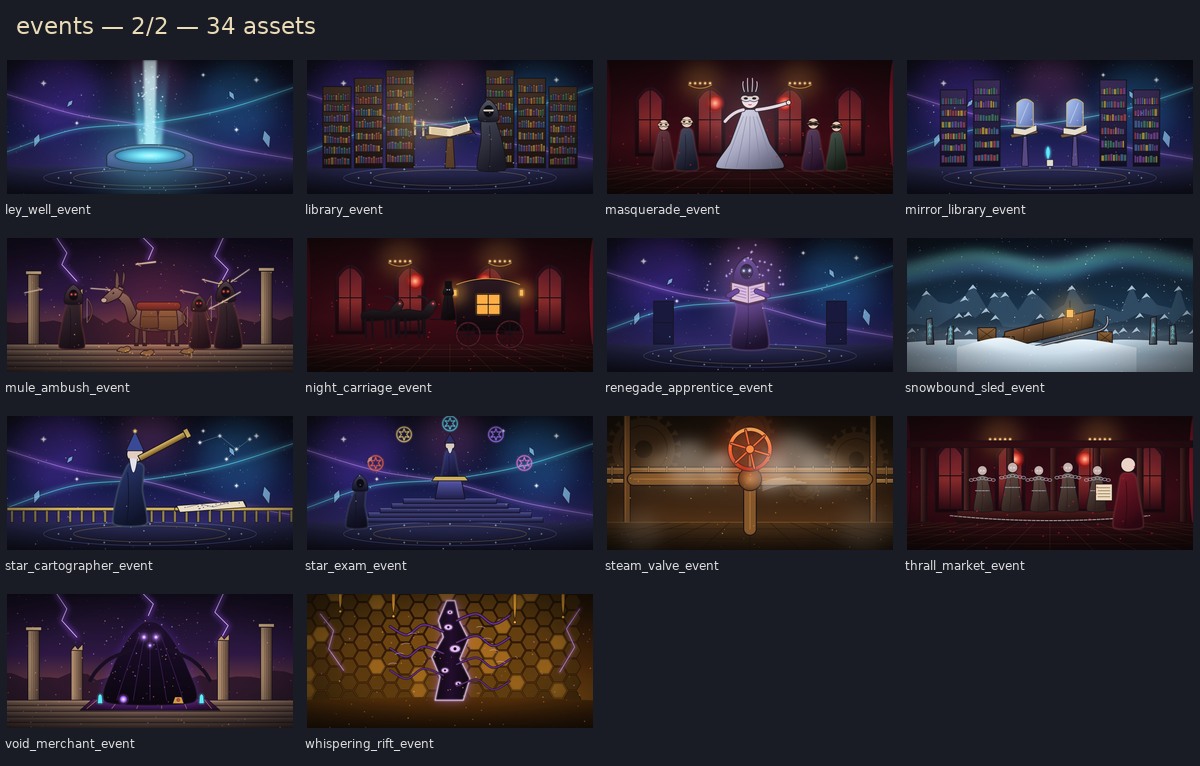 events — 2/2 — 34 assets
ley_well_event
library_event
masquerade_event
mirror_library_event
mule_ambush_event
night_carriage_event
renegade_apprentice_event
snowbound_sled_event
star_cartographer_event
star_exam_event
steam_valve_event
thrall_market_event
void_merchant_event
whispering_rift_event